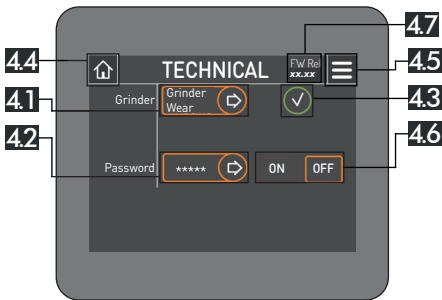 4.7
4.4
TECHNICAL
FW Rel
xx.xx
4.5
4.1
Grinder
Grinder
Wear
4.3
4.2
4.6
Password
*****
ON
OFF